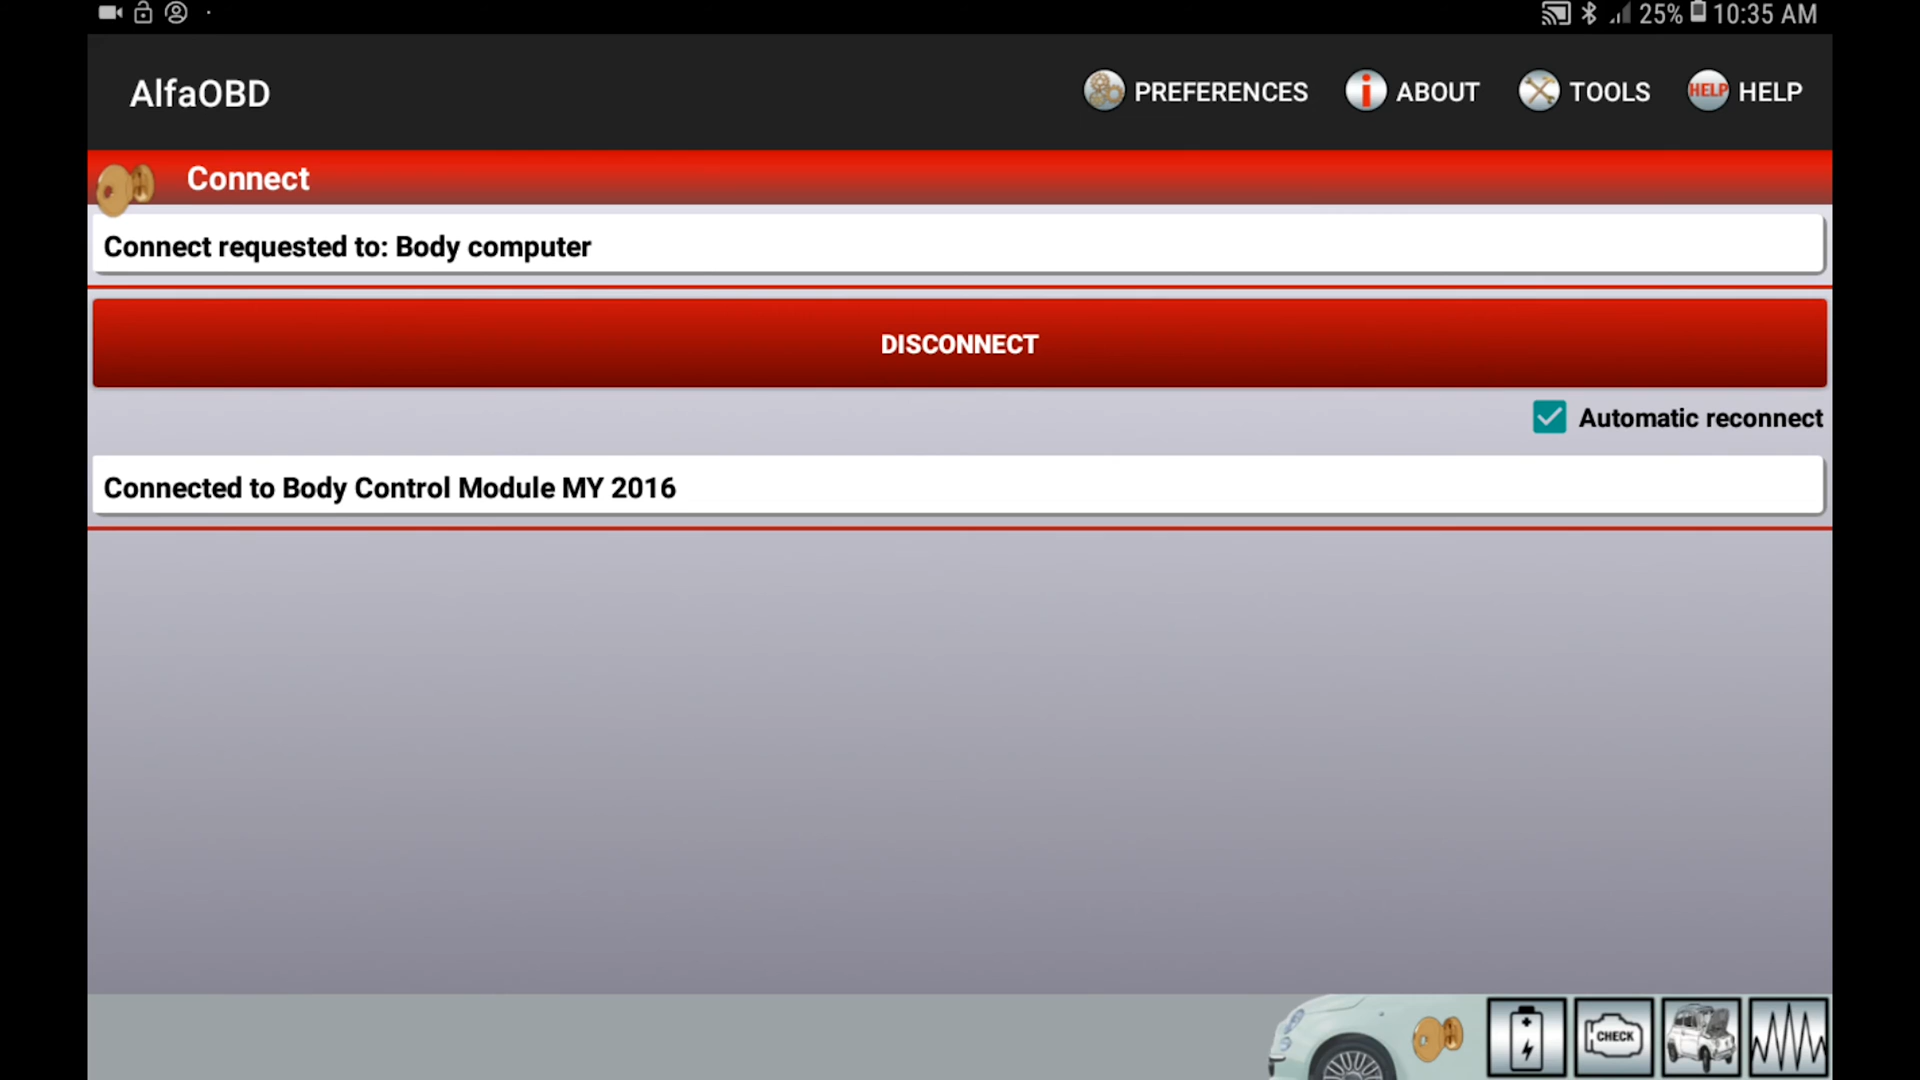 25% 10:35 AM
AlfaOBD
PREFERENCES
ABOUT
TOOLS
HELP HELP
Connect
Connect requested to: Body computer
DISCONNECT
Automatic reconnect
Connected to Body Control Module MY 2016
CHECK